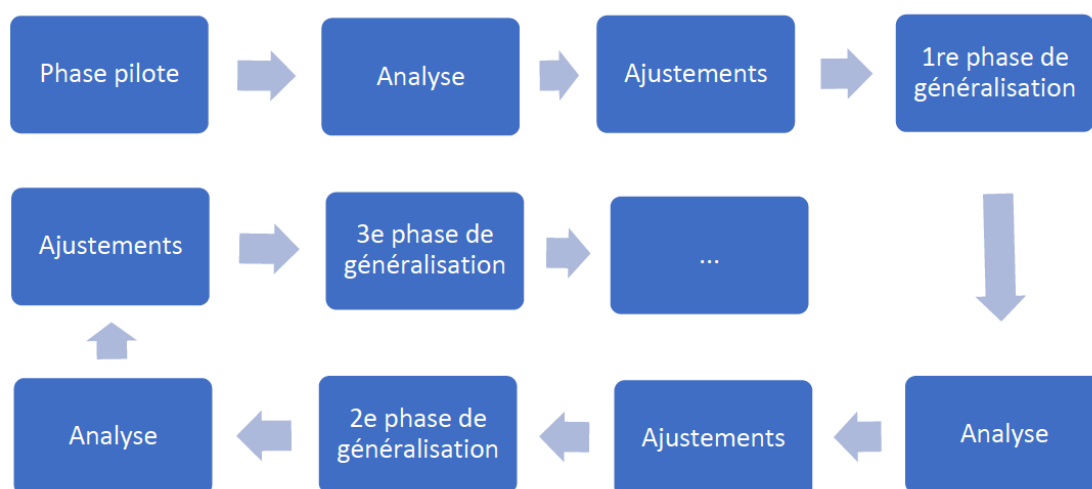 Phase pilote
Analyse
Ajustements
1re phase de
généralisation
Ajustements
3e phase de
généralisation
...
Analyse
2e phase de
généralisation
Ajustements
Analyse